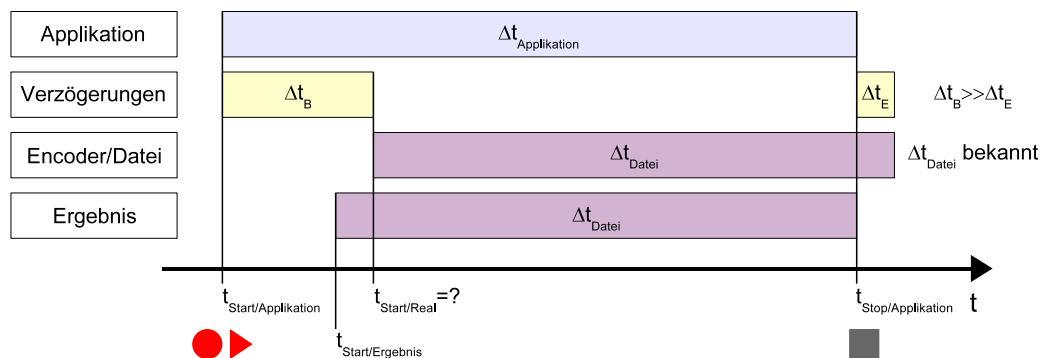 Applikation
Δt_Applikation
Verzögerungen
Δt_B
Δt_E
Δt_B>>Δt_E
Encoder/Datei
Δt_Datei
Δt_Datei bekannt
Ergebnis
Δt_Datei
t_Start/Applikation
t_Start/Real=?
t_Stop/Applikation
t
t_Start/Ergebnis